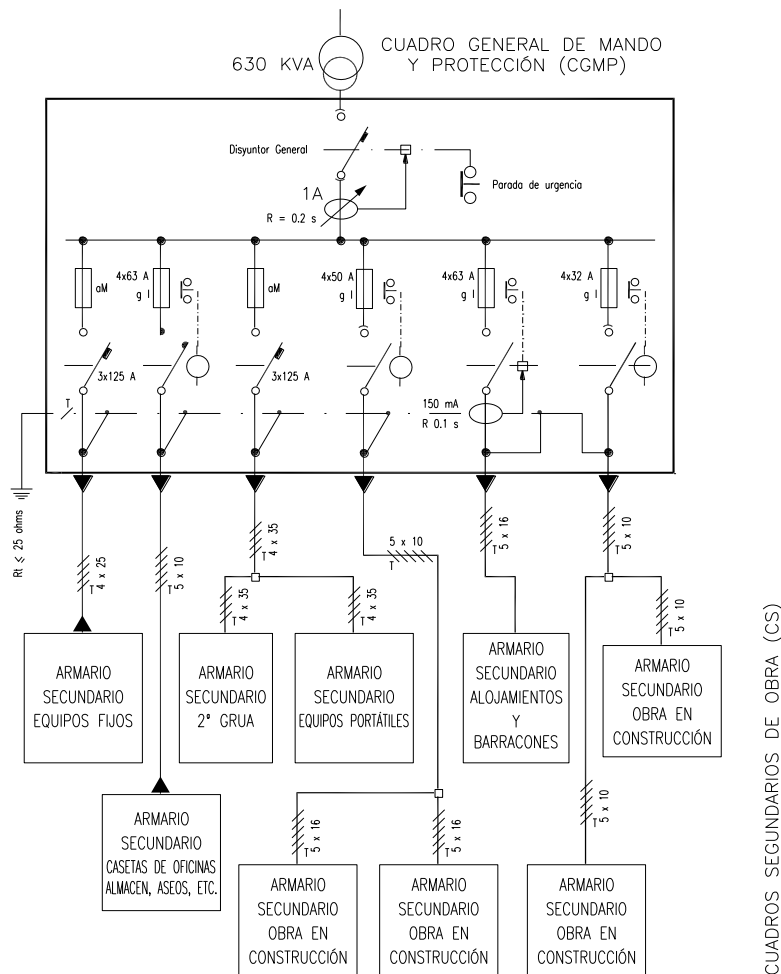 630 KVA
CUADRO GENERAL DE MANDO
Y PROTECCIÓN (CGMP)
Disyuntor General
Parada de urgencia
1A
R = 0.2 s
aM
4x63 A
g I
aM
4x50 A
g I
4x63 A
g I
4x32 A
g I
3x125 A
3x125 A
T
150 mA
R 0.1 s
Rt ≤ 25 ohms
T
4 x 25
T
5 x 10
T
4 x 35
5 x 10
T
T
5 x 16
T
5 x 10
T
4 x 35
T
4 x 35
T
5 x 10
ARMARIO
SECUNDARIO
EQUIPOS FIJOS
ARMARIO
SECUNDARIO
2ª GRUA
ARMARIO
SECUNDARIO
EQUIPOS PORTÁTILES
ARMARIO
SECUNDARIO
ALOJAMIENTOS
Y
BARRACONES
ARMARIO
SECUNDARIO
OBRA EN
CONSTRUCCIÓN
ARMARIO
SECUNDARIO
CASETAS DE OFICINAS
ALMACEN, ASEOS, ETC.
T
5 x 16
T
5 x 16
T
5 x 10
ARMARIO
SECUNDARIO
OBRA EN
CONSTRUCCIÓN
ARMARIO
SECUNDARIO
OBRA EN
CONSTRUCCIÓN
ARMARIO
SECUNDARIO
OBRA EN
CONSTRUCCIÓN
CUADROS SEGUNDARIOS DE OBRA (CS)